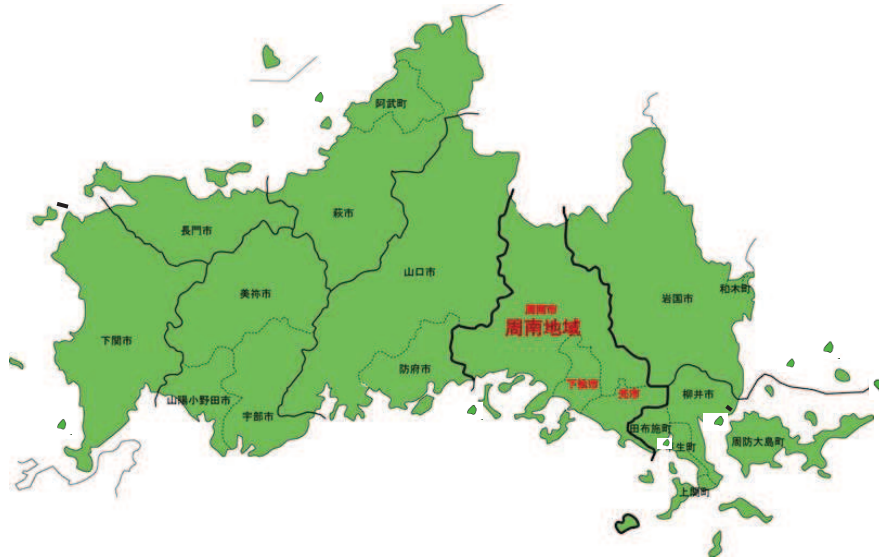 阿武町
萩市
長門市
山口市
美祢市
和木町
岩国市
周南市
周南地域
下関市
防府市
下松市
光市
柳井市
山陽小野田市
宇部市
田布施町
生町
周防大島町
上関町